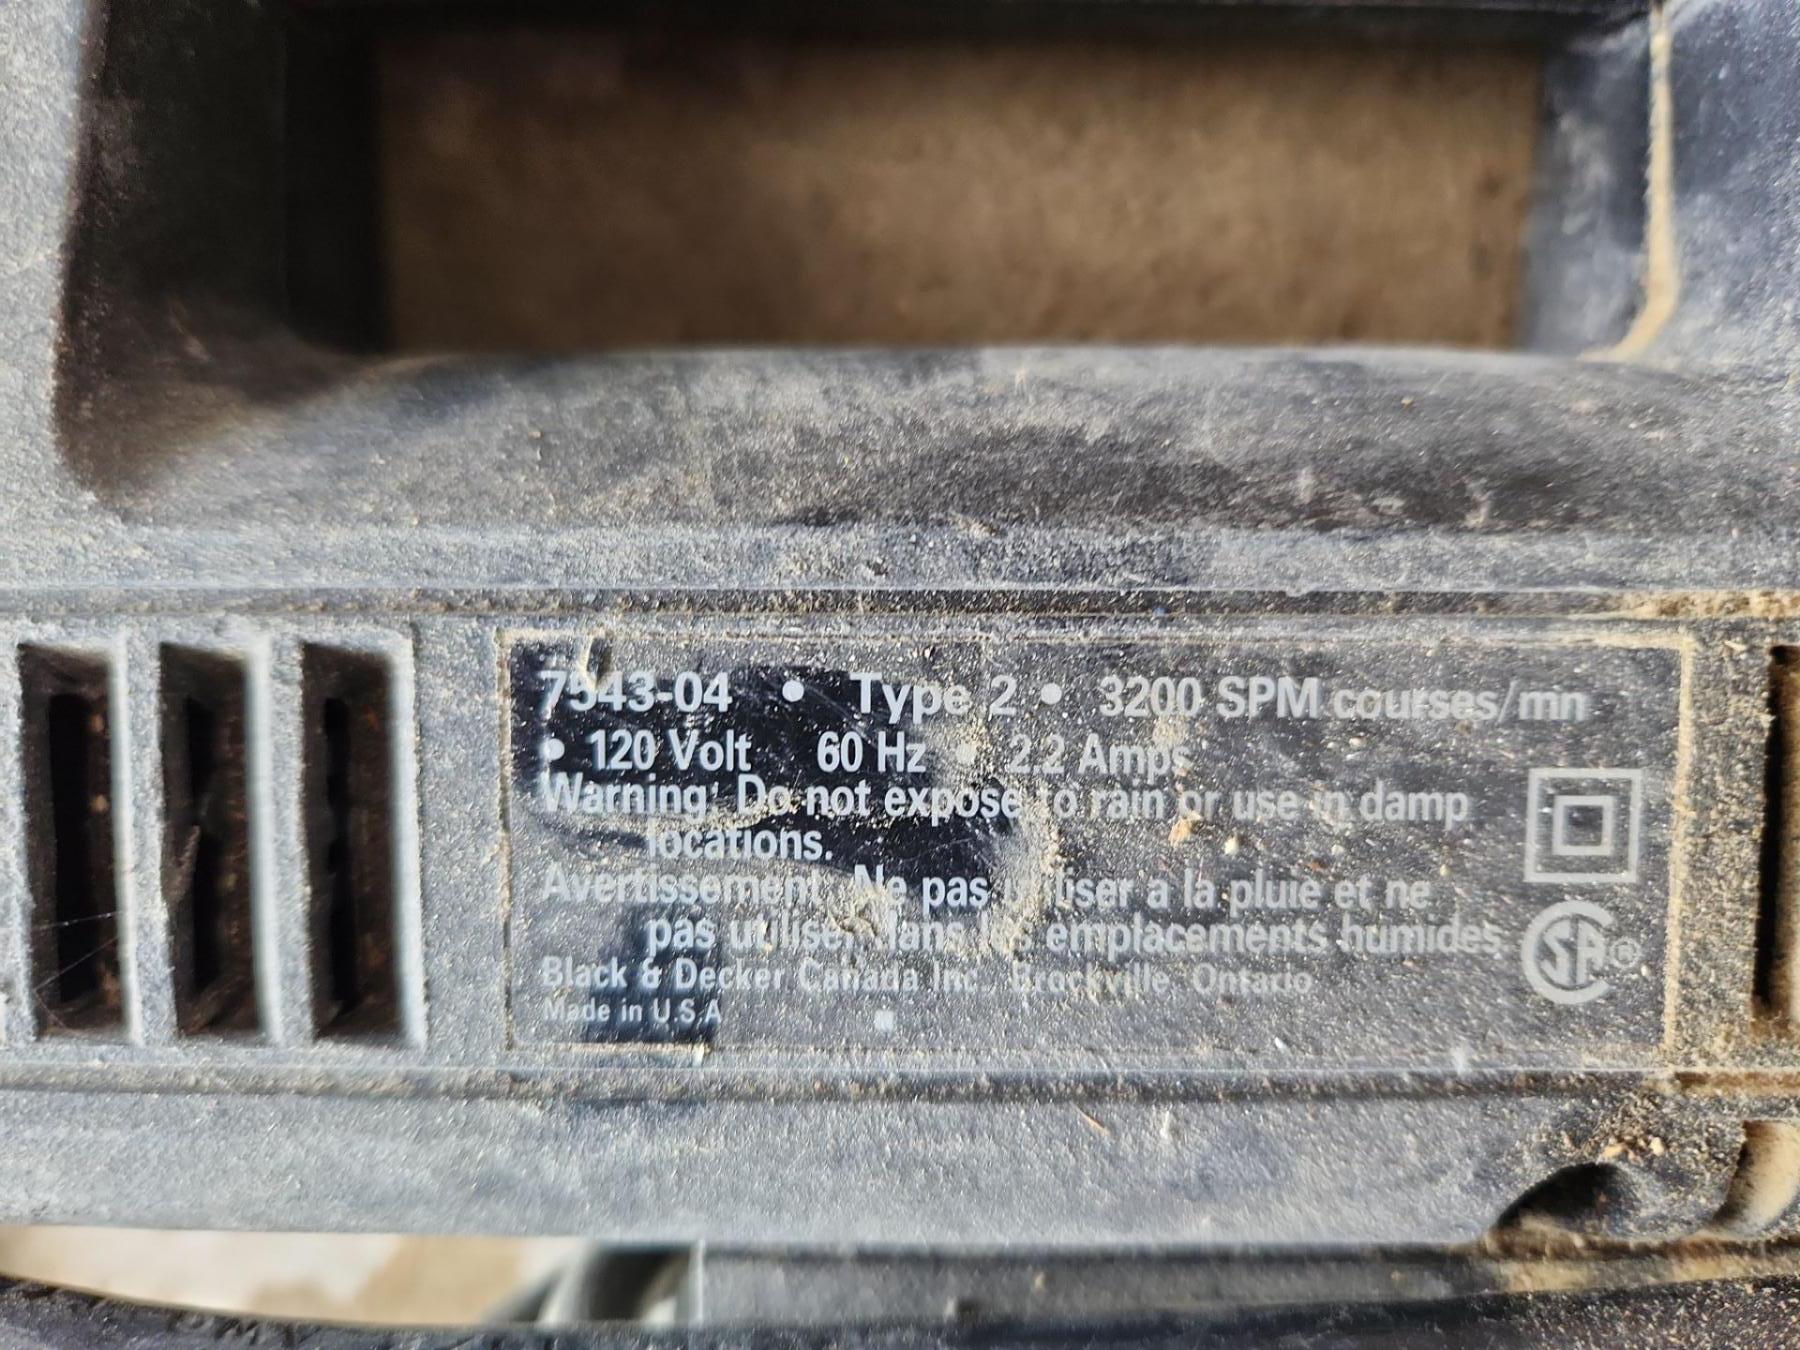 7543-04 • Type 2 • 3200 SPM courses/mn
• 120 Volt 60 Hz • 2.2 Amps
Warning: Do not expose to rain or use in damp
locations.
Avertissement: Ne pas utiliser a la pluie et ne
pas utiliser dans les emplacements humides
Black & Decker Canada Inc., Brockville, Ontario
Made in U.S.A
SA®